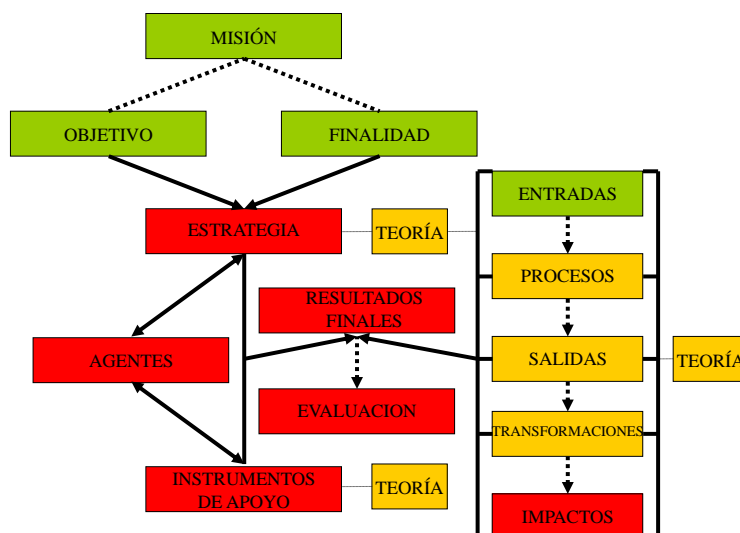 MISIÓN
OBJETIVO
FINALIDAD
ENTRADAS
ESTRATEGIA
TEORÍA
PROCESOS
RESULTADOS
FINALES
AGENTES
SALIDAS
TEORÍA
EVALUACION
TRANSFORMACIONES
INSTRUMENTOS
DE APOYO
TEORÍA
IMPACTOS